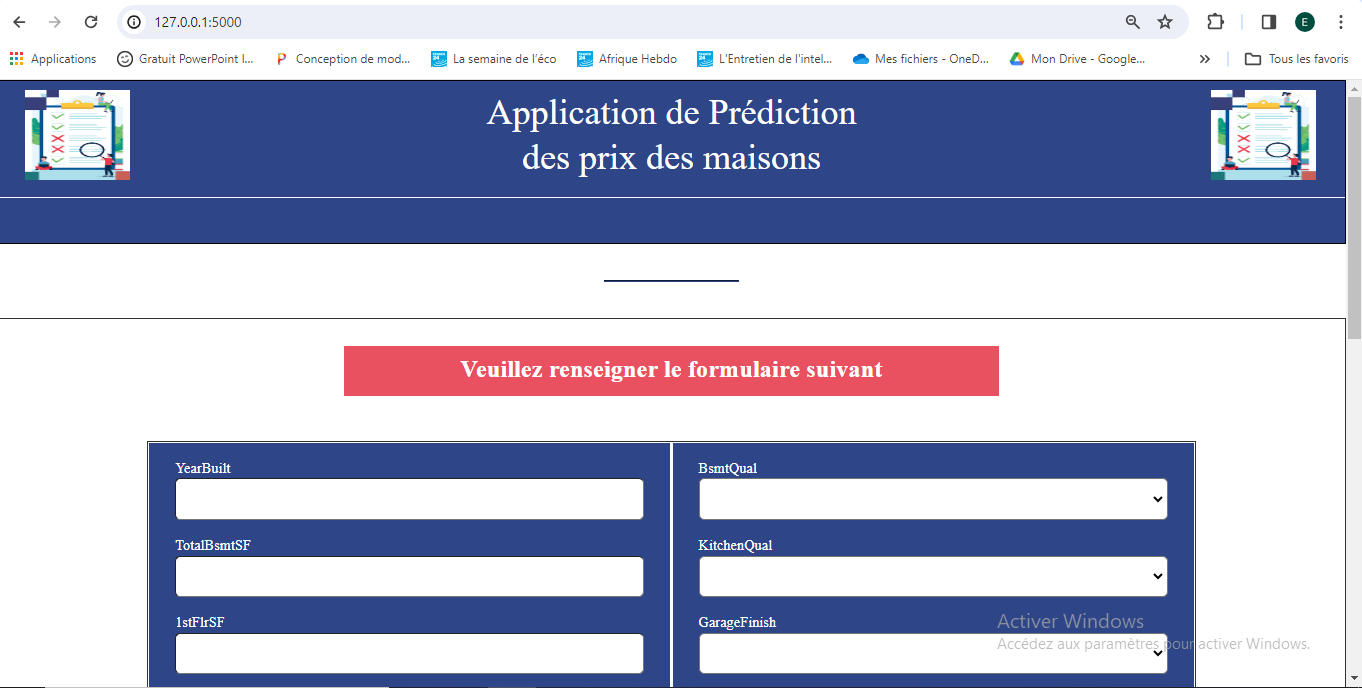 127.0.0.1:5000
E
Applications
Gratuit PowerPoint I...
Conception de mod...
La semaine de l'éco
Afrique Hebdo
L'Entretien de l'intel...
Mes fichiers - OneD...
Mon Drive - Google...
Tous les favoris
Application de Prédiction
des prix des maisons
Veuillez renseigner le formulaire suivant
YearBuilt
BsmtQual
TotalBsmtSF
KitchenQual
1stFlrSF
GarageFinish
Activer Windows
Accédez aux paramètres pour activer Windows.